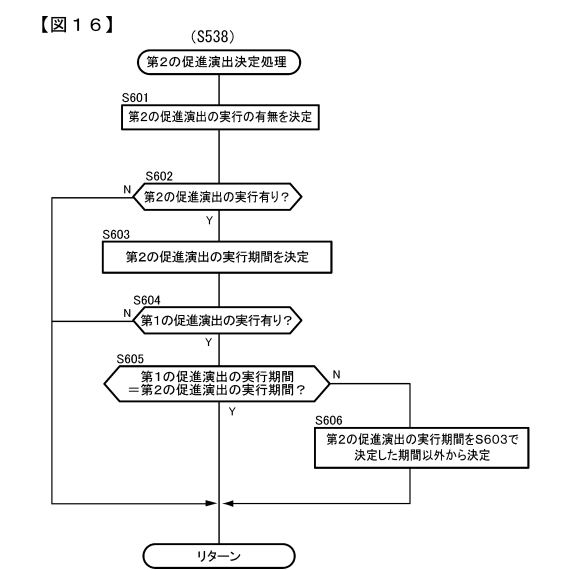 【図１６】
（S538）
第２の促進演出決定処理
S601
第２の促進演出の実行の有無を決定
S602
N
第２の促進演出の実行有り？
Y
S603
第２の促進演出の実行期間を決定
S604
N
第１の促進演出の実行有り？
Y
S605
第１の促進演出の実行期間
＝第２の促進演出の実行期間？
N
Y
S606
第２の促進演出の実行期間をＳ６０３で
決定した期間以外から決定
リターン